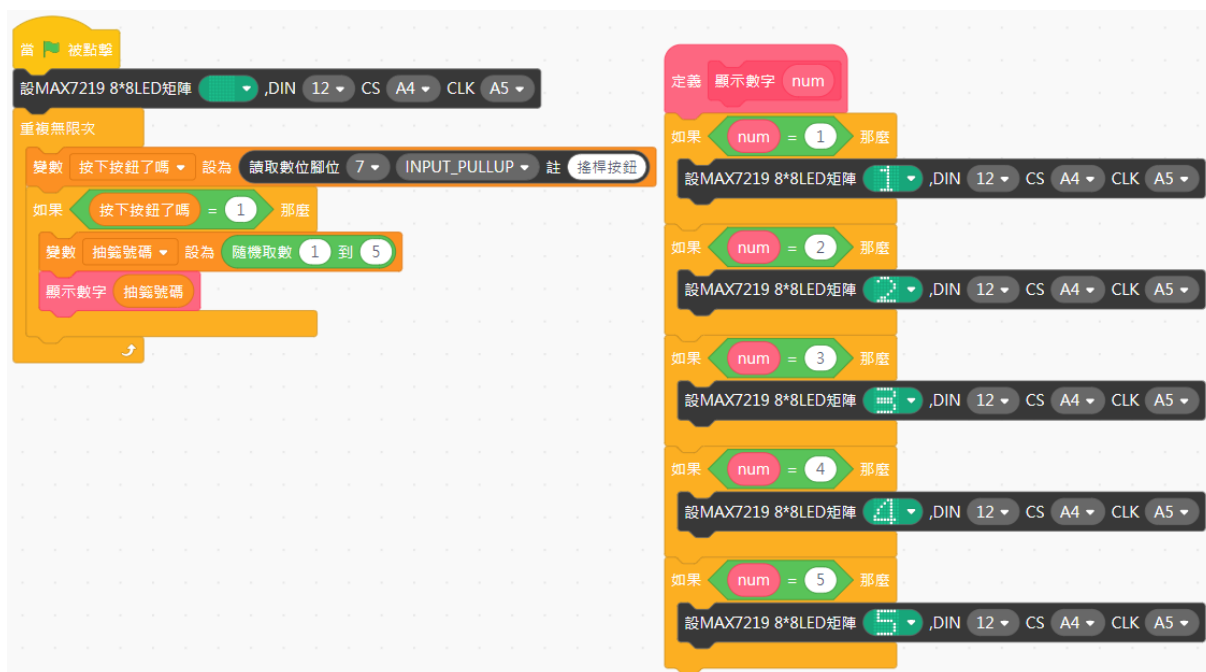 當 被點擊
設MAX7219 8*8LED矩陣 ,DIN 12 CS A4 CLK A5
重複無限次
變數 按下按鈕了嗎 設為 讀取數位腳位 7 INPUT_PULLUP 註 搖桿按鈕
如果 按下按鈕了嗎 = 1 那麼
變數 抽籤號碼 設為 隨機取數 1 到 5
顯示數字 抽籤號碼
定義 顯示數字 num
如果 num = 1 那麼
設MAX7219 8*8LED矩陣 1 ,DIN 12 CS A4 CLK A5
如果 num = 2 那麼
設MAX7219 8*8LED矩陣 2 ,DIN 12 CS A4 CLK A5
如果 num = 3 那麼
設MAX7219 8*8LED矩陣 3 ,DIN 12 CS A4 CLK A5
如果 num = 4 那麼
設MAX7219 8*8LED矩陣 4 ,DIN 12 CS A4 CLK A5
如果 num = 5 那麼
設MAX7219 8*8LED矩陣 5 ,DIN 12 CS A4 CLK A5